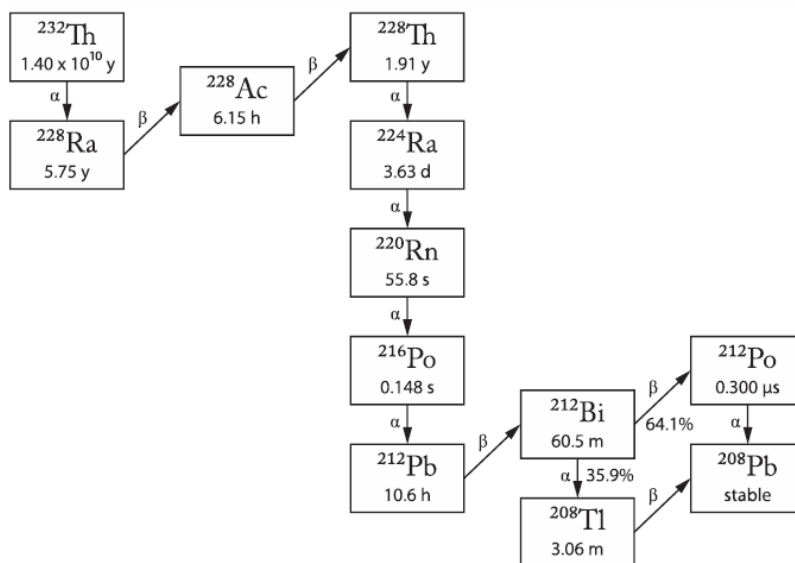 ²³²Th
1.40 x 10¹⁰ y
α
²²⁸Ra
5.75 y
β
²²⁸Ac
6.15 h
β
²²⁸Th
1.91 y
α
²²⁴Ra
3.63 d
α
²²⁰Rn
55.8 s
α
²¹⁶Po
0.148 s
α
²¹²Pb
10.6 h
β
²¹²Bi
60.5 m
β
64.1%
²¹²Po
0.300 μs
α
α 35.9%
²⁰⁸Tl
3.06 m
β
²⁰⁸Pb
stable